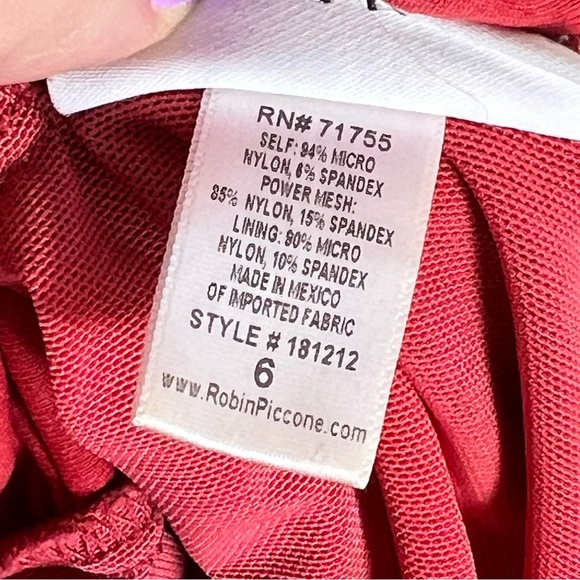 RN# 71755
SELF: 94% MICRO
NYLON, 6% SPANDEX
POWER MESH:
85% NYLON, 15% SPANDEX
LINING: 90% MICRO
NYLON, 10% SPANDEX
MADE IN MEXICO
OF IMPORTED FABRIC
STYLE # 181212
6
www.RobinPiccone.com